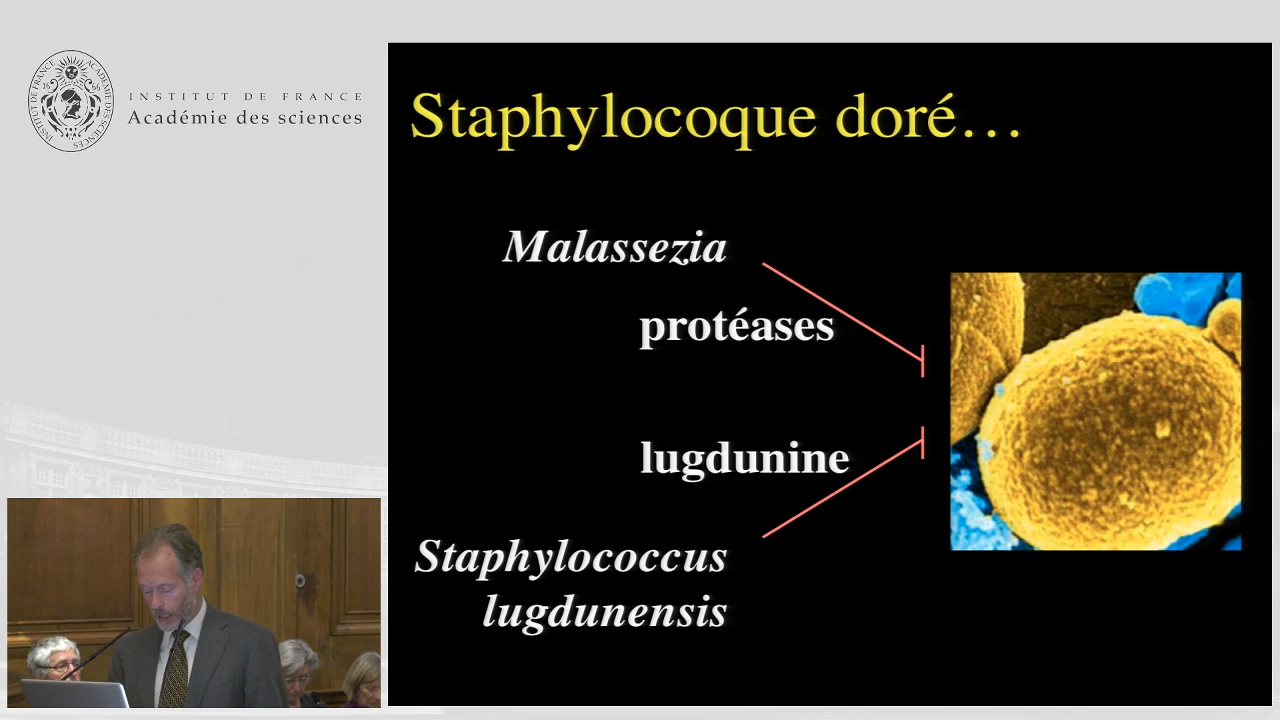 INSTITUT DE FRANCE
Académie des sciences
Staphylocoque doré…
Malassezia
protéases
lugdunine
Staphylococcus
lugdunensis